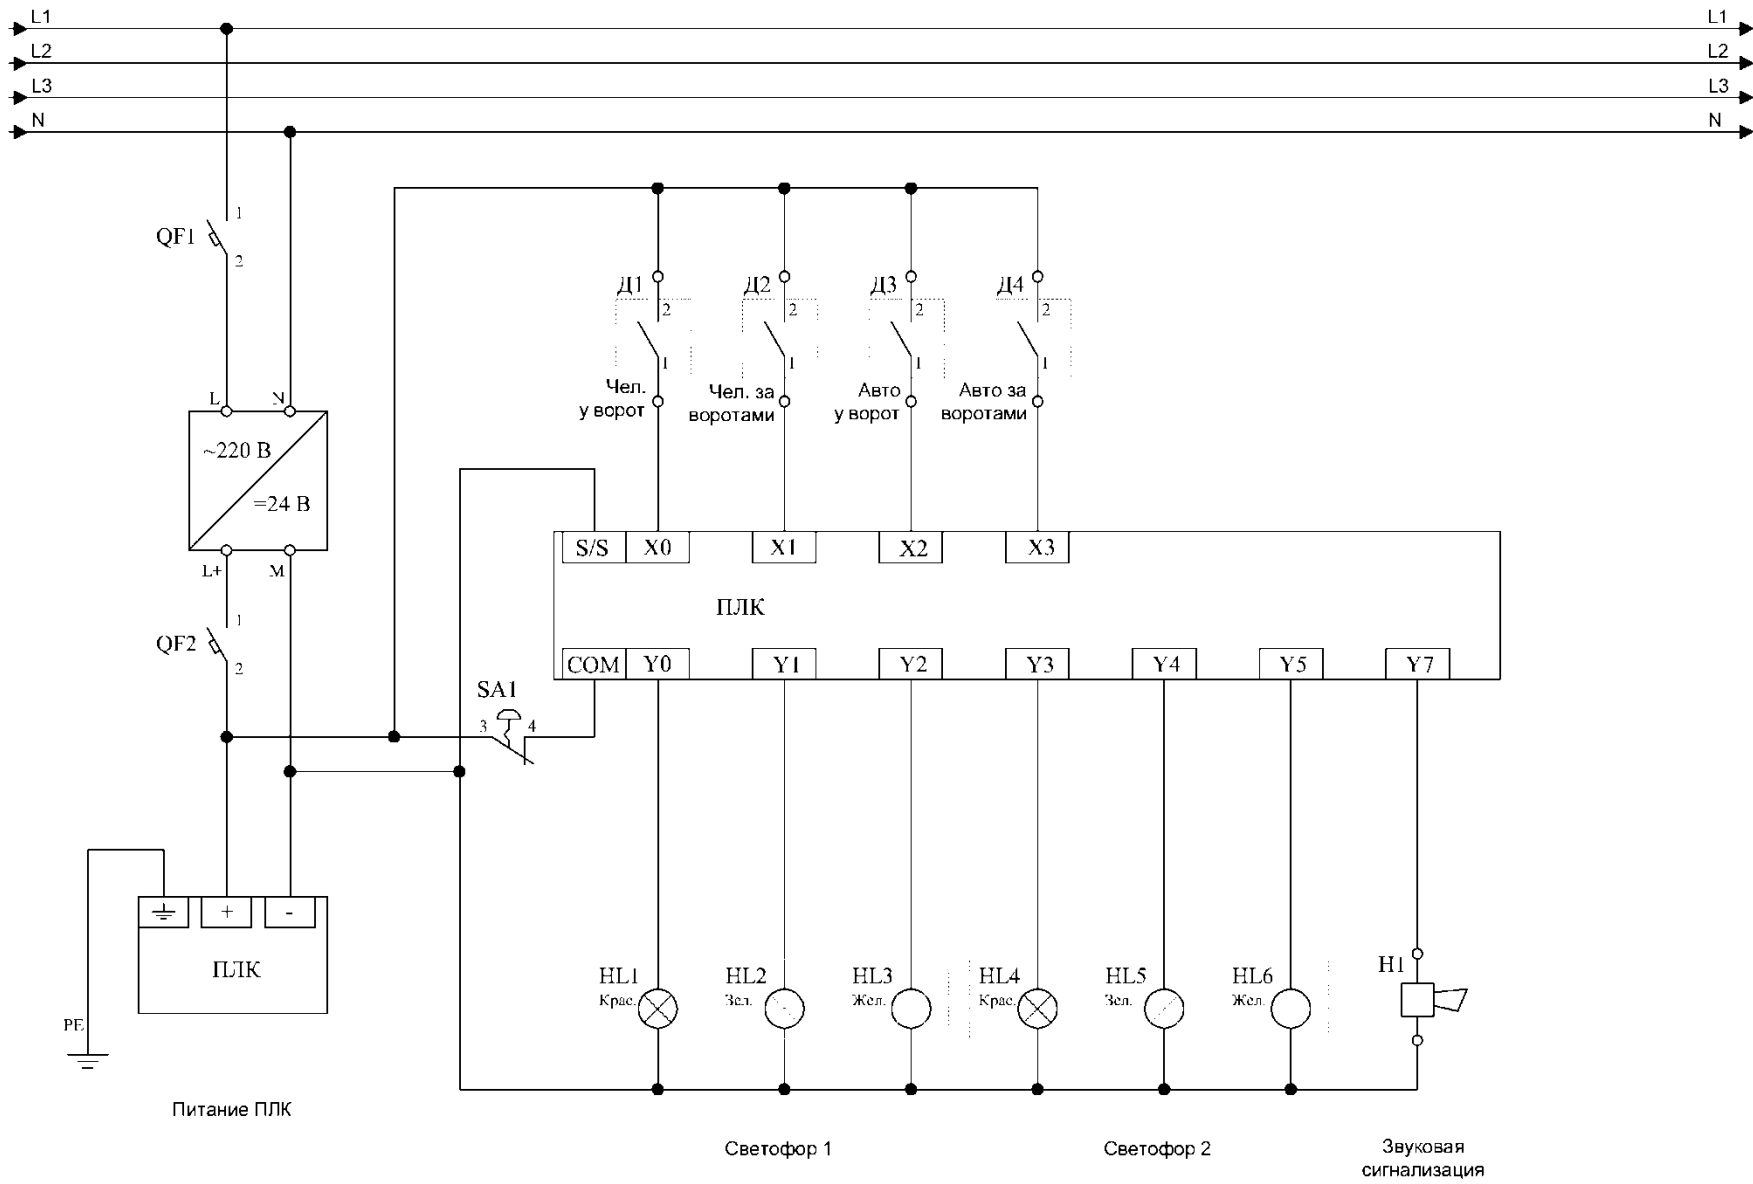 L1 L1
L2 L2
L3 L3
N N
QF1 1
2
Д1 2 Д2 2 Д3 2 Д4 2
1 1 1 1
Чел. Чел. за Авто Авто за
у ворот воротами у ворот воротами
L N
~220 В
=24 В
L+ M
S/S X0 X1 X2 X3
ПЛК
COM Y0 Y1 Y2 Y3 Y4 Y5 Y7
QF2 1
2
SA1
3 4
+ -
ПЛК
PE
HL1 HL2 HL3 HL4 HL5 HL6 H1
Крас. Зел. Жел. Крас. Зел. Жел.
Питание ПЛК
Светофор 1
Светофор 2
Звуковая
сигнализация